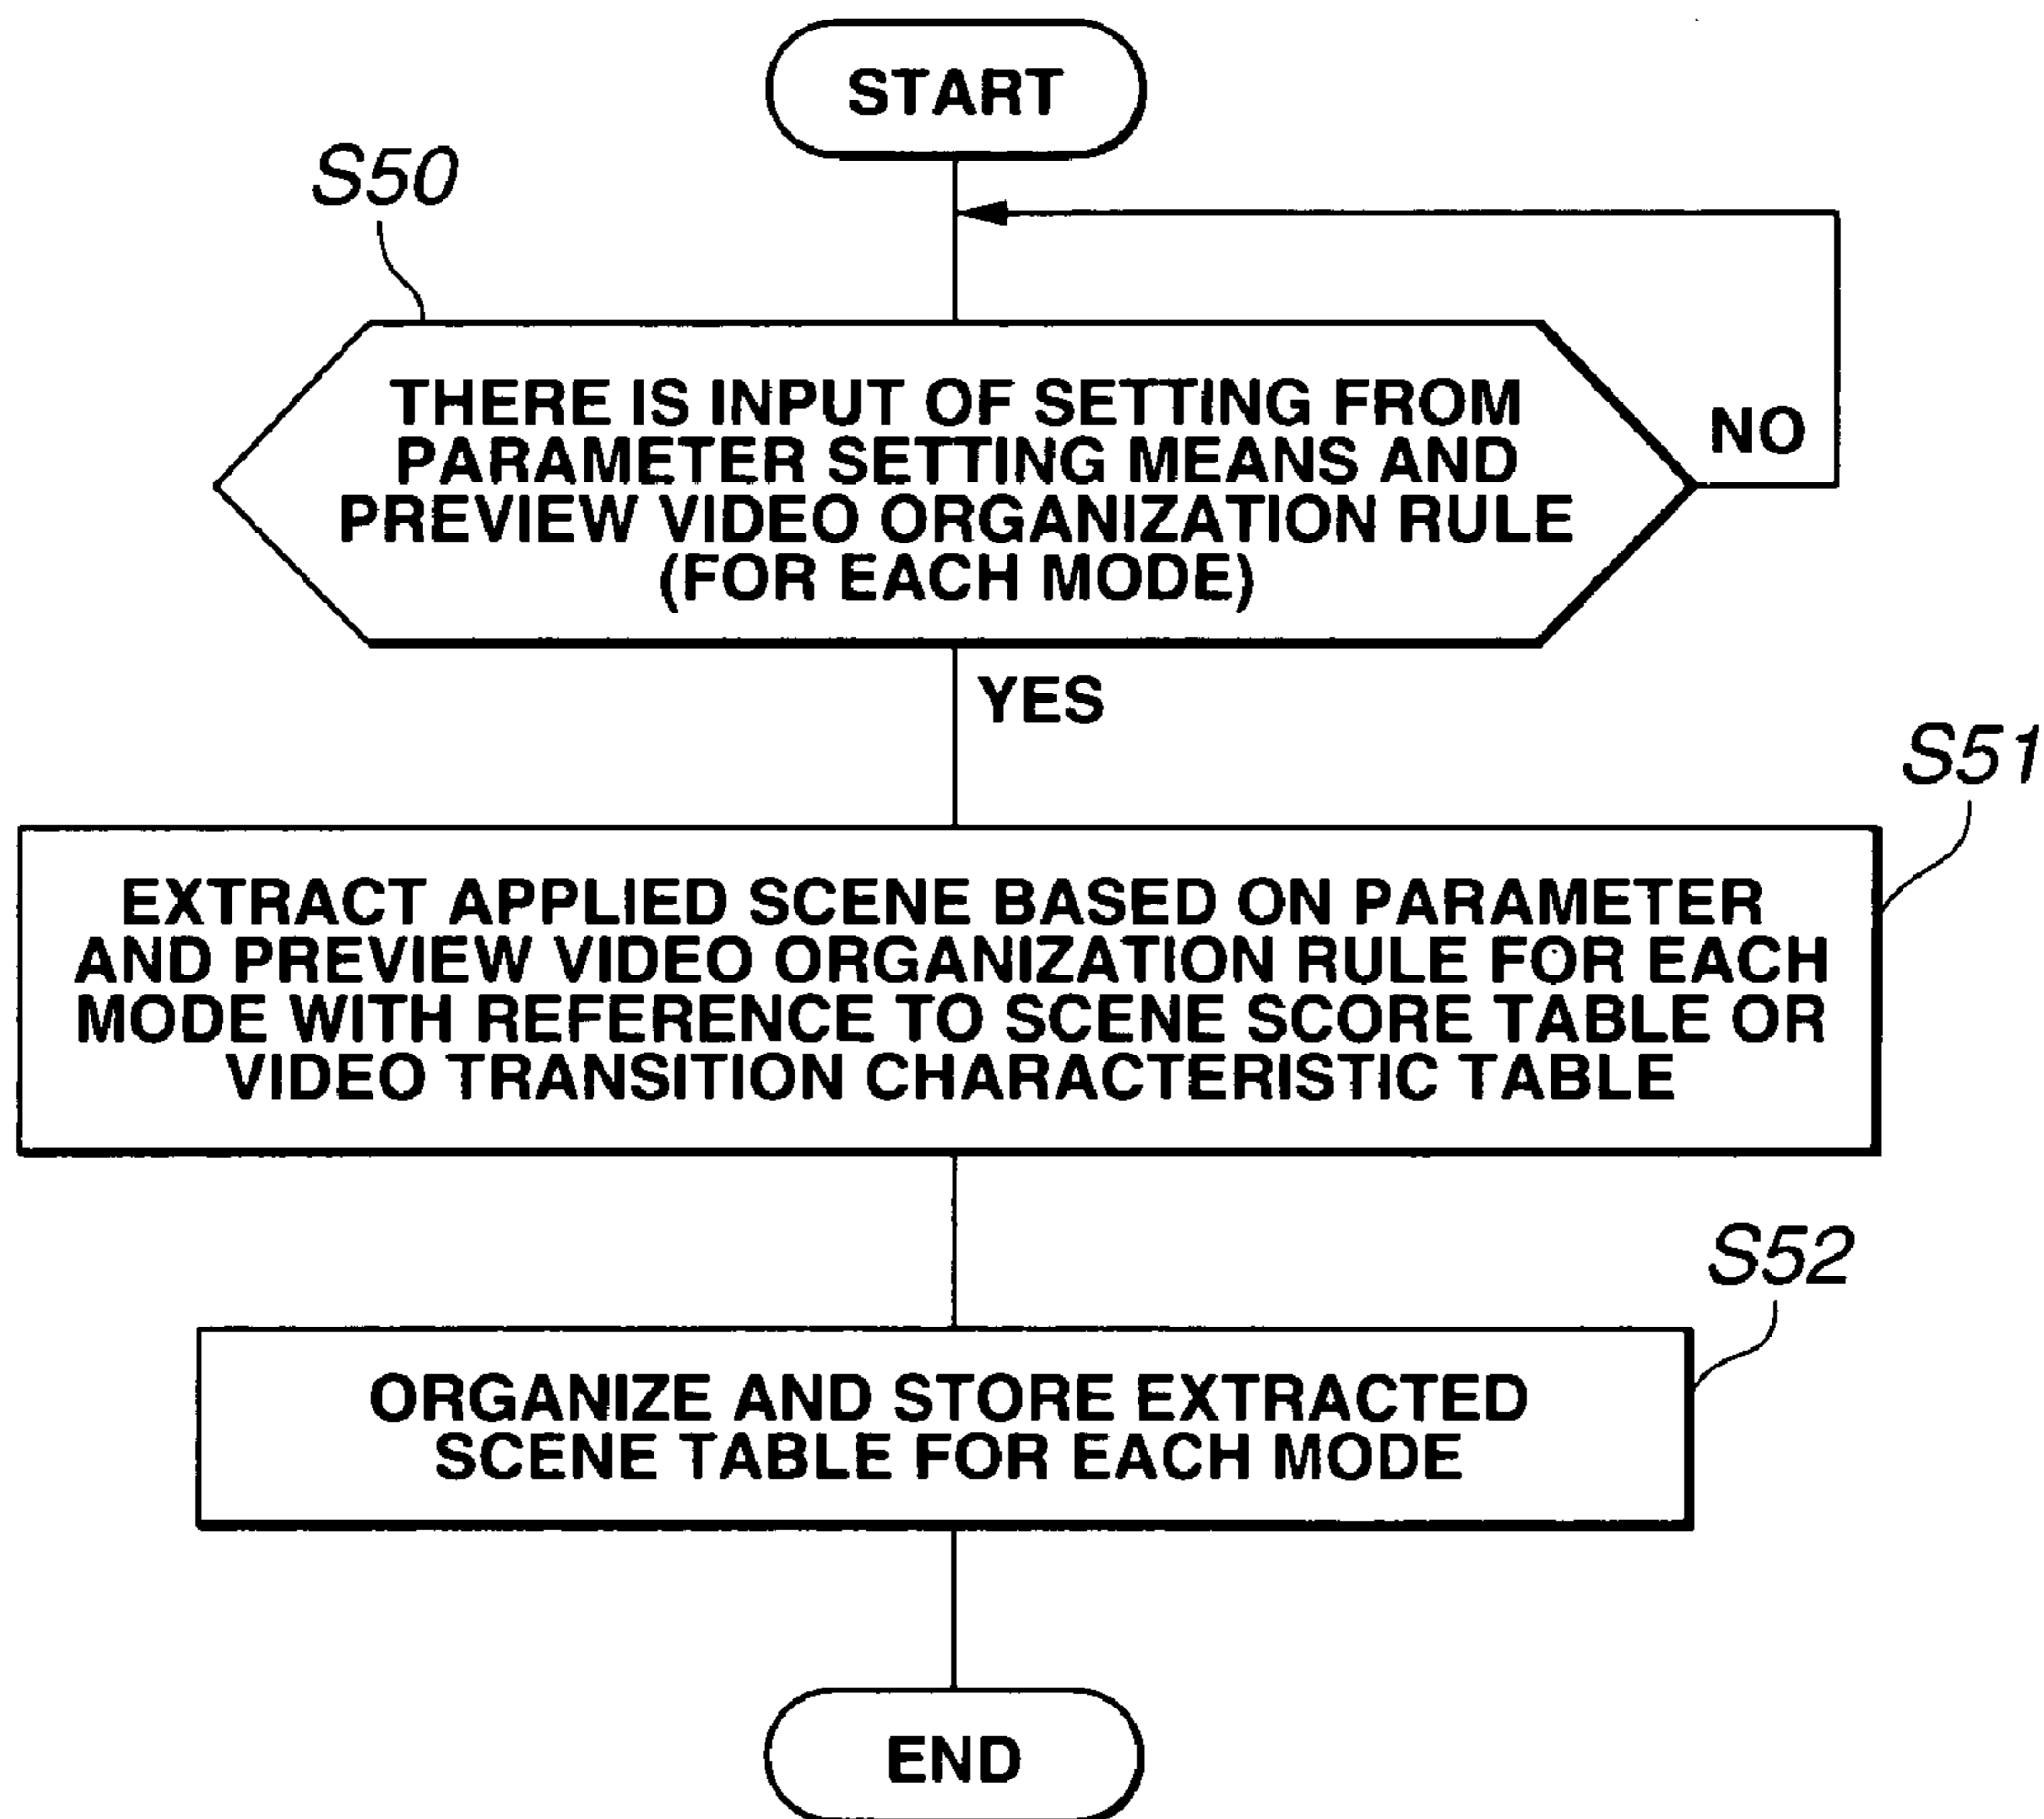 START
S50
THERE IS INPUT OF SETTING FROM
PARAMETER SETTING MEANS AND
PREVIEW VIDEO ORGANIZATION RULE
(FOR EACH MODE)
NO
YES
S51
EXTRACT APPLIED SCENE BASED ON PARAMETER
AND PREVIEW VIDEO ORGANIZATION RULE FOR EACH
MODE WITH REFERENCE TO SCENE SCORE TABLE OR
VIDEO TRANSITION CHARACTERISTIC TABLE
S52
ORGANIZE AND STORE EXTRACTED
SCENE TABLE FOR EACH MODE
END